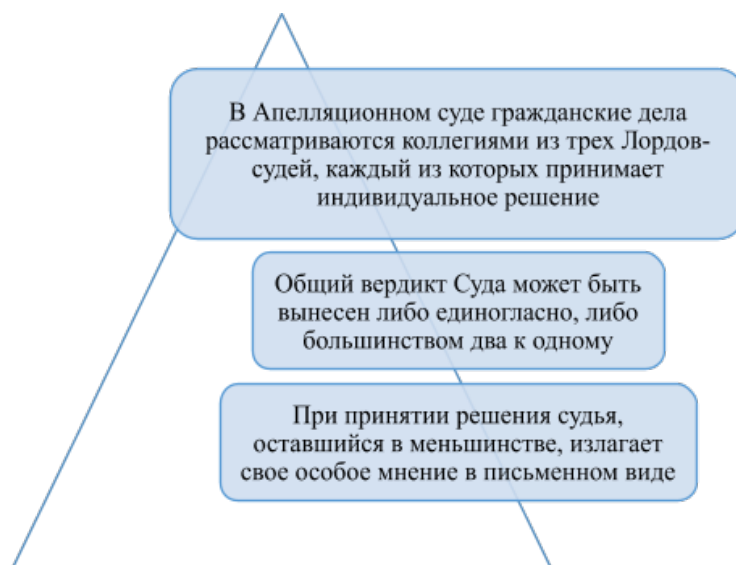 В Апелляционном суде гражданские дела
рассматриваются коллегиями из трех Лордов-
судей, каждый из которых принимает
индивидуальное решение
Общий вердикт Суда может быть
вынесен либо единогласно, либо
большинством два к одному
При принятии решения судья,
оставшийся в меньшинстве, излагает
свое особое мнение в письменном виде